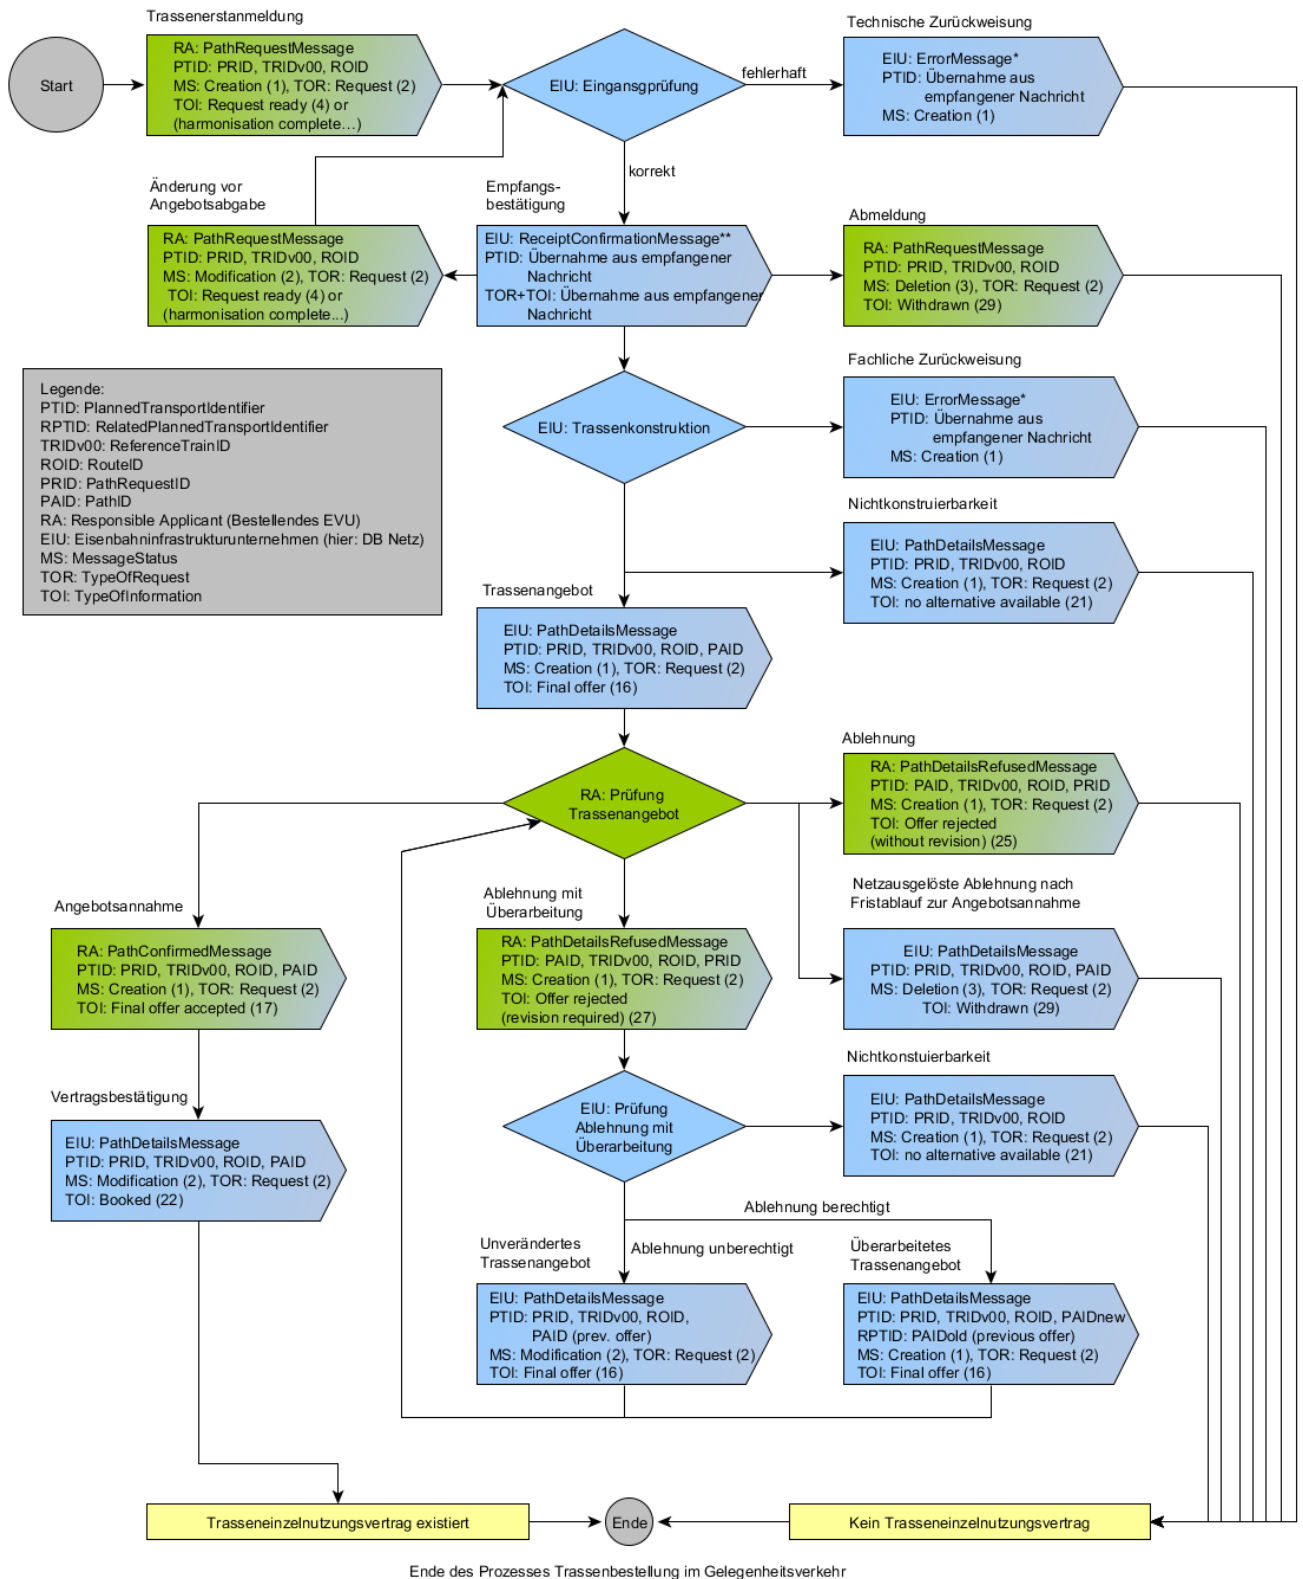 Trassenerstanmeldung
Start
RA: PathRequestMessage
PTID: PRID, TRIDv00, ROID
MS: Creation (1), TOR: Request (2)
TOI: Request ready (4) or
(harmonisation complete…)
EIU: Eingansgprüfung
fehlerhaft
Technische Zurückweisung
EIU: ErrorMessage*
PTID: Übernahme aus
empfangener Nachricht
MS: Creation (1)
korrekt
Änderung vor
Angebotsabgabe
RA: PathRequestMessage
PTID: PRID, TRIDv00, ROID
MS: Modification (2), TOR: Request (2)
TOI: Request ready (4) or
(harmonisation complete...)
Empfangs-
bestätigung
EIU: ReceiptConfirmationMessage**
PTID: Übernahme aus empfangener
Nachricht
TOR+TOI: Übernahme aus empfangener
Nachricht
Abmeldung
RA: PathRequestMessage
PTID: PRID, TRIDv00, ROID
MS: Deletion (3), TOR: Request (2)
TOI: Withdrawn (29)
Legende:
PTID: PlannedTransportIdentifier
RPTID: RelatedPlannedTransportIdentifier
TRIDv00: ReferenceTrainID
ROID: RouteID
PRID: PathRequestID
PAID: PathID
RA: Responsible Applicant (Bestellendes EVU)
EIU: Eisenbahninfrastrukturunternehmen (hier: DB Netz)
MS: MessageStatus
TOR: TypeOfRequest
TOI: TypeOfInformation
EIU: Trassenkonstruktion
Fachliche Zurückweisung
EIU: ErrorMessage*
PTID: Übernahme aus
empfangener Nachricht
MS: Creation (1)
Nichtkonstruierbarkeit
EIU: PathDetailsMessage
PTID: PRID, TRIDv00, ROID
MS: Creation (1), TOR: Request (2)
TOI: no alternative available (21)
Trassenangebot
EIU: PathDetailsMessage
PTID: PRID, TRIDv00, ROID, PAID
MS: Creation (1), TOR: Request (2)
TOI: Final offer (16)
RA: Prüfung
Trassenangebot
Ablehnung
RA: PathDetailsRefusedMessage
PTID: PAID, TRIDv00, ROID, PRID
MS: Creation (1), TOR: Request (2)
TOI: Offer rejected
(without revision) (25)
Angebotsannahme
RA: PathConfirmedMessage
PTID: PRID, TRIDv00, ROID, PAID
MS: Creation (1), TOR: Request (2)
TOI: Final offer accepted (17)
Ablehnung mit
Überarbeitung
RA: PathDetailsRefusedMessage
PTID: PAID, TRIDv00, ROID, PRID
MS: Creation (1), TOR: Request (2)
TOI: Offer rejected
(revision required) (27)
Netzausgelöste Ablehnung nach
Fristablauf zur Angebotsannahme
EIU: PathDetailsMessage
PTID: PRID, TRIDv00, ROID, PAID
MS: Deletion (3), TOR: Request (2)
TOI: Withdrawn (29)
Vertragsbestätigung
EIU: PathDetailsMessage
PTID: PRID, TRIDv00, ROID, PAID
MS: Modification (2), TOR: Request (2)
TOI: Booked (22)
EIU: Prüfung
Ablehnung mit
Überarbeitung
Nichtkonstuierbarkeit
EIU: PathDetailsMessage
PTID: PRID, TRIDv00, ROID
MS: Creation (1), TOR: Request (2)
TOI: no alternative available (21)
Ablehnung berechtigt
Unverändertes
Trassenangebot
Ablehnung unberechtigt
EIU: PathDetailsMessage
PTID: PRID, TRIDv00, ROID,
PAID (prev. offer)
MS: Modification (2), TOR: Request (2)
TOI: Final offer (16)
Überarbeitetes
Trassenangebot
EIU: PathDetailsMessage
PTID: PRID, TRIDv00, ROID, PAIDnew
RPTID: PAIDold (previous offer)
MS: Creation (1), TOR: Request (2)
TOI: Final offer (16)
Trasseneinzelnutzungsvertrag existiert
Ende
Kein Trasseneinzelnutzungsvertrag
Ende des Prozesses Trassenbestellung im Gelegenheitsverkehr